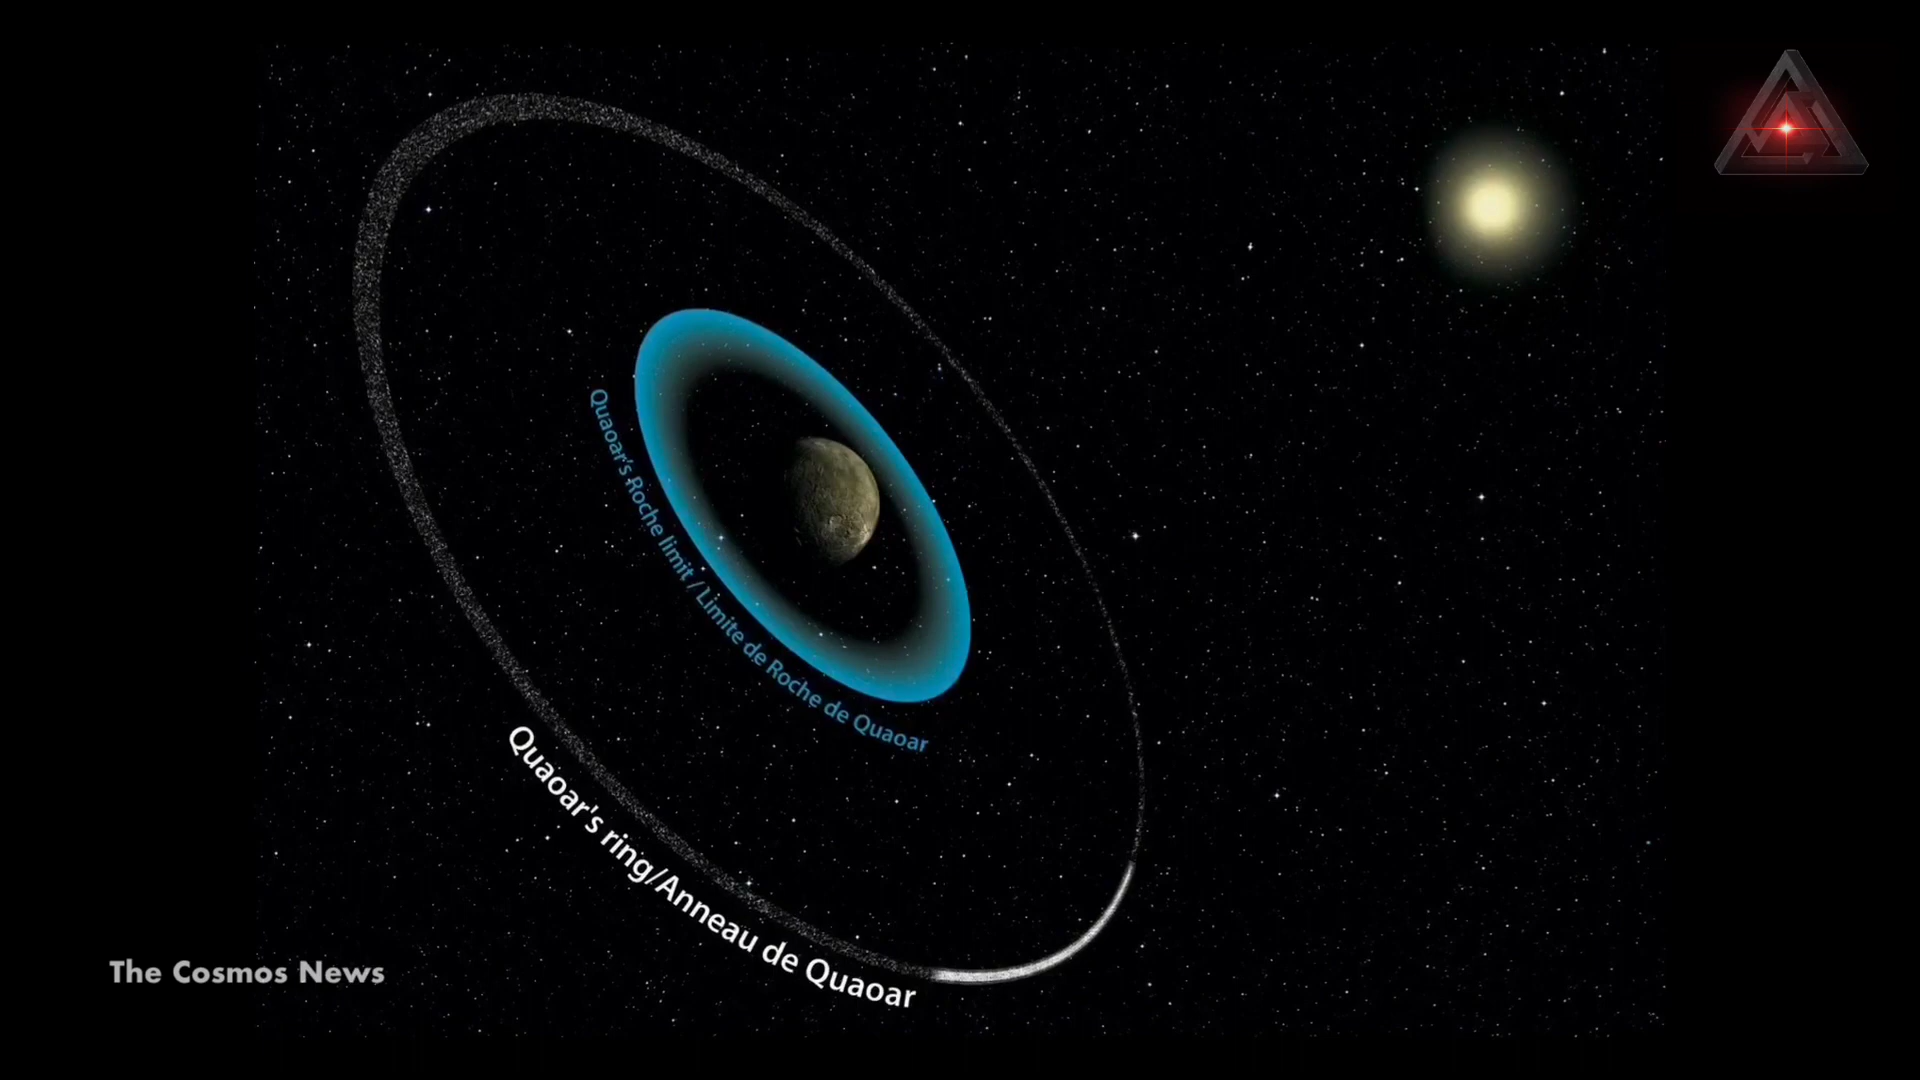 Quaoar's Roche limit / Limite de Roche de Quaoar
Quaoar's ring/Anneau de Quaoar
The Cosmos News